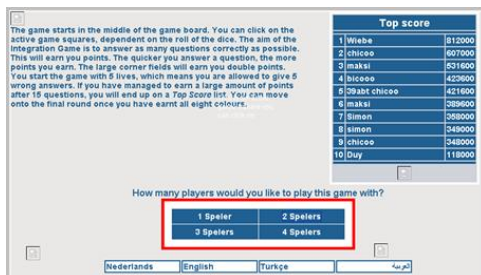 The game starts in the middle of the game board. You can click on the
active game squares, dependent on the roll of the dice. The aim of the
Integration Game is to answer as many questions correctly as possible.
This will earn you points. The quicker you answer a question, the more
points you earn. The large corner fields will earn you double points.
You start the game with 5 lives, which means you are allowed to give 5
wrong answers. If you have managed to earn a large amount of points
after 15 questions, you will end up on a Top Score list. You can move
onto the final round once you have earnt all eight colours.
Top score
1 Wiebe 812000
2 chicoo 607000
3 maksi 531600
4 bicooo 423600
5 39abt chicoo 421600
6 maksi 389600
7 Simon 358000
8 simon 349000
9 chicoo 348000
10 Duy 118000
How many players would you like to play this game with?
1 Speler 2 Spelers
3 Spelers 4 Spelers
Nederlands English Turkçe العربية